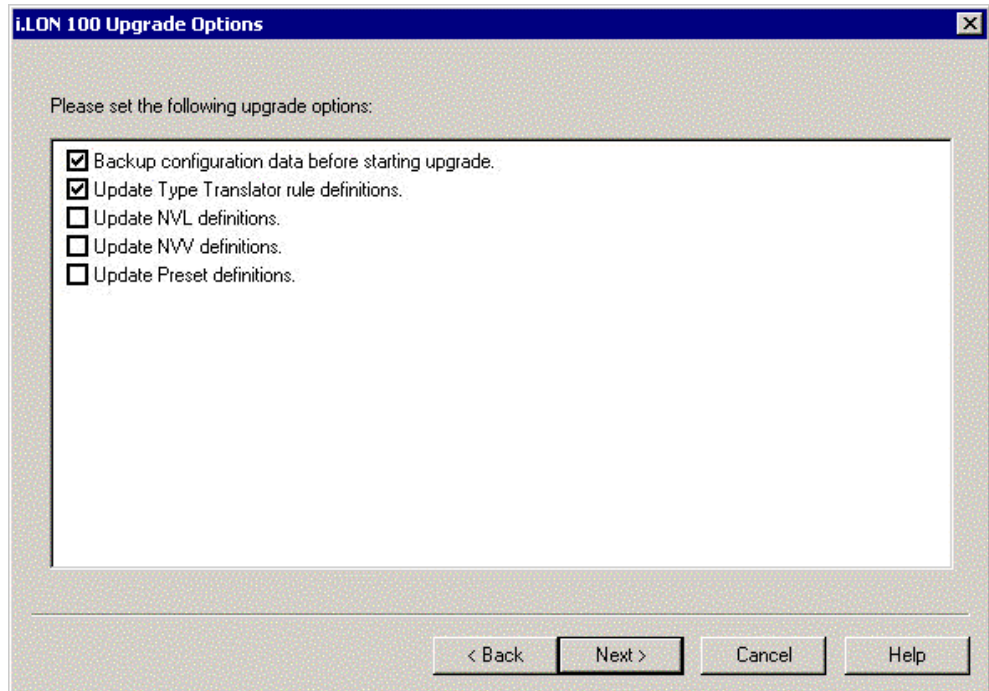 i.LON 100 Upgrade Options
Please set the following upgrade options:
Backup configuration data before starting upgrade.
Update Type Translator rule definitions.
Update NVL definitions.
Update NVV definitions.
Update Preset definitions.
< Back
Next >
Cancel
Help